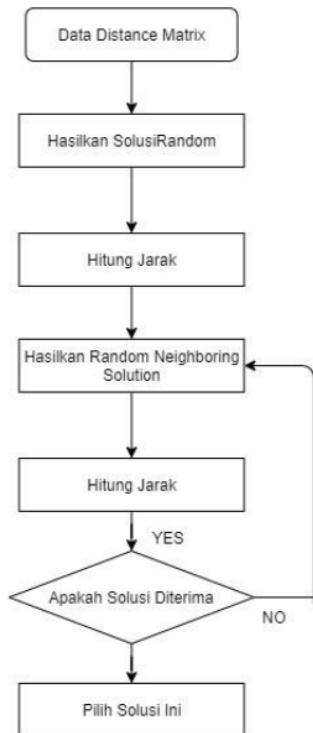 Data Distance Matrix
Hasilkan SolusiRandom
Hitung Jarak
Hasilkan Random Neighboring
Solution
Hitung Jarak
YES
Apakah Solusi Diterima
NO
Pilih Solusi Ini